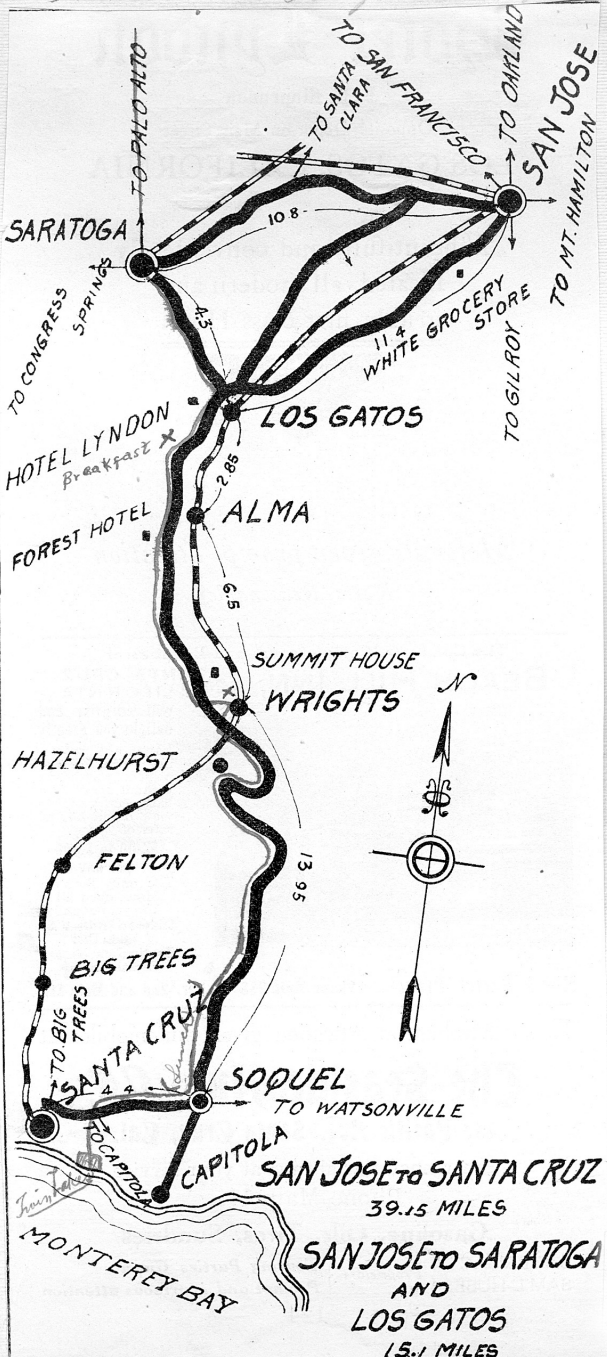 TO PALO ALTO
TO SANTA
CLARA
TO SAN FRANCISCO
TO OAKLAND
SAN JOSE
TO MT. HAMILTON
TO GILROY
SARATOGA
10.8
TO CONGRESS
SPRINGS
4.3
11 4
WHITE GROCERY
STORE
LOS GATOS
HOTEL LYNDON
Breakfast X
2.85
FOREST HOTEL
ALMA
6.5
SUMMIT HOUSE
X
WRIGHTS
N
HAZELHURST
FELTON
13 95
BIG TREES
TO BIG
TREES
SANTA CRUZ
4 4
SOQUEL
TO WATSONVILLE
TO CAPITOLA
CAPITOLA
Twin Lakes
MONTEREY BAY
SAN JOSE TO SANTA CRUZ
39.15 MILES
SAN JOSE TO SARATOGA
AND
LOS GATOS
15.1 MILES